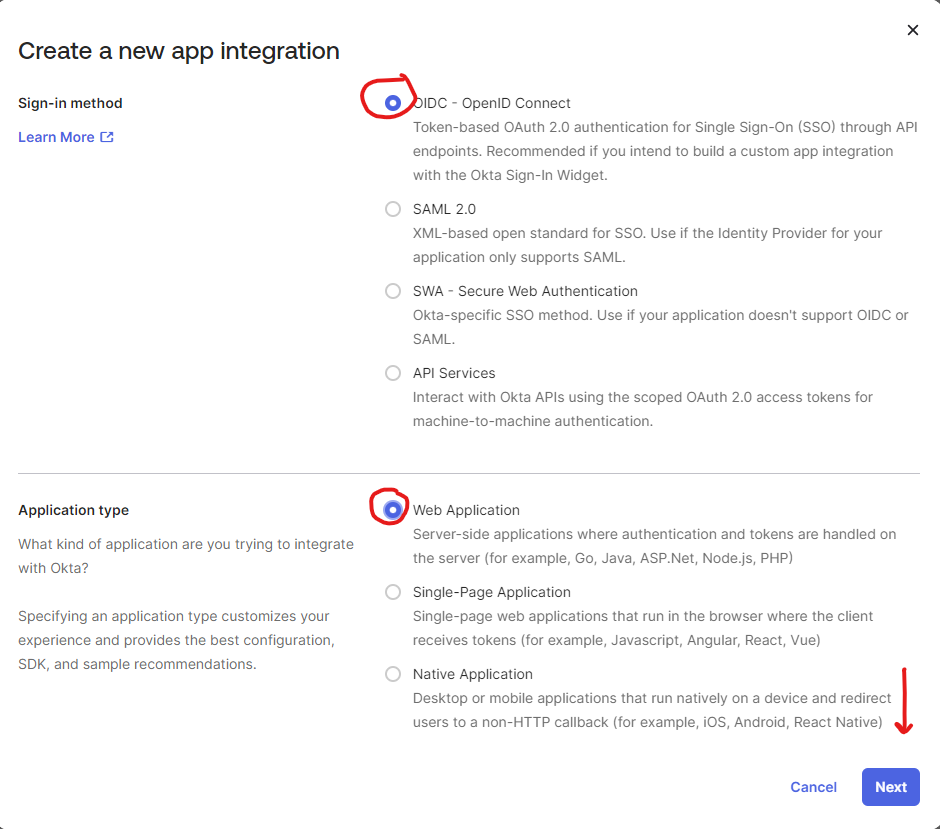 Create a new app integration
Sign-in method
Learn More
OIDC - OpenID Connect
Token-based OAuth 2.0 authentication for Single Sign-On (SSO) through API
endpoints. Recommended if you intend to build a custom app integration
with the Okta Sign-In Widget.
SAML 2.0
XML-based open standard for SSO. Use if the Identity Provider for your
application only supports SAML.
SWA - Secure Web Authentication
Okta-specific SSO method. Use if your application doesn't support OIDC or
SAML.
API Services
Interact with Okta APIs using the scoped OAuth 2.0 access tokens for
machine-to-machine authentication.
Application type
What kind of application are you trying to integrate
with Okta?
Specifying an application type customizes your
experience and provides the best configuration,
SDK, and sample recommendations.
Web Application
Server-side applications where authentication and tokens are handled on
the server (for example, Go, Java, ASP.Net, Node.js, PHP)
Single-Page Application
Single-page web applications that run in the browser where the client
receives tokens (for example, Javascript, Angular, React, Vue)
Native Application
Desktop or mobile applications that run natively on a device and redirect
users to a non-HTTP callback (for example, iOS, Android, React Native)
Cancel
Next